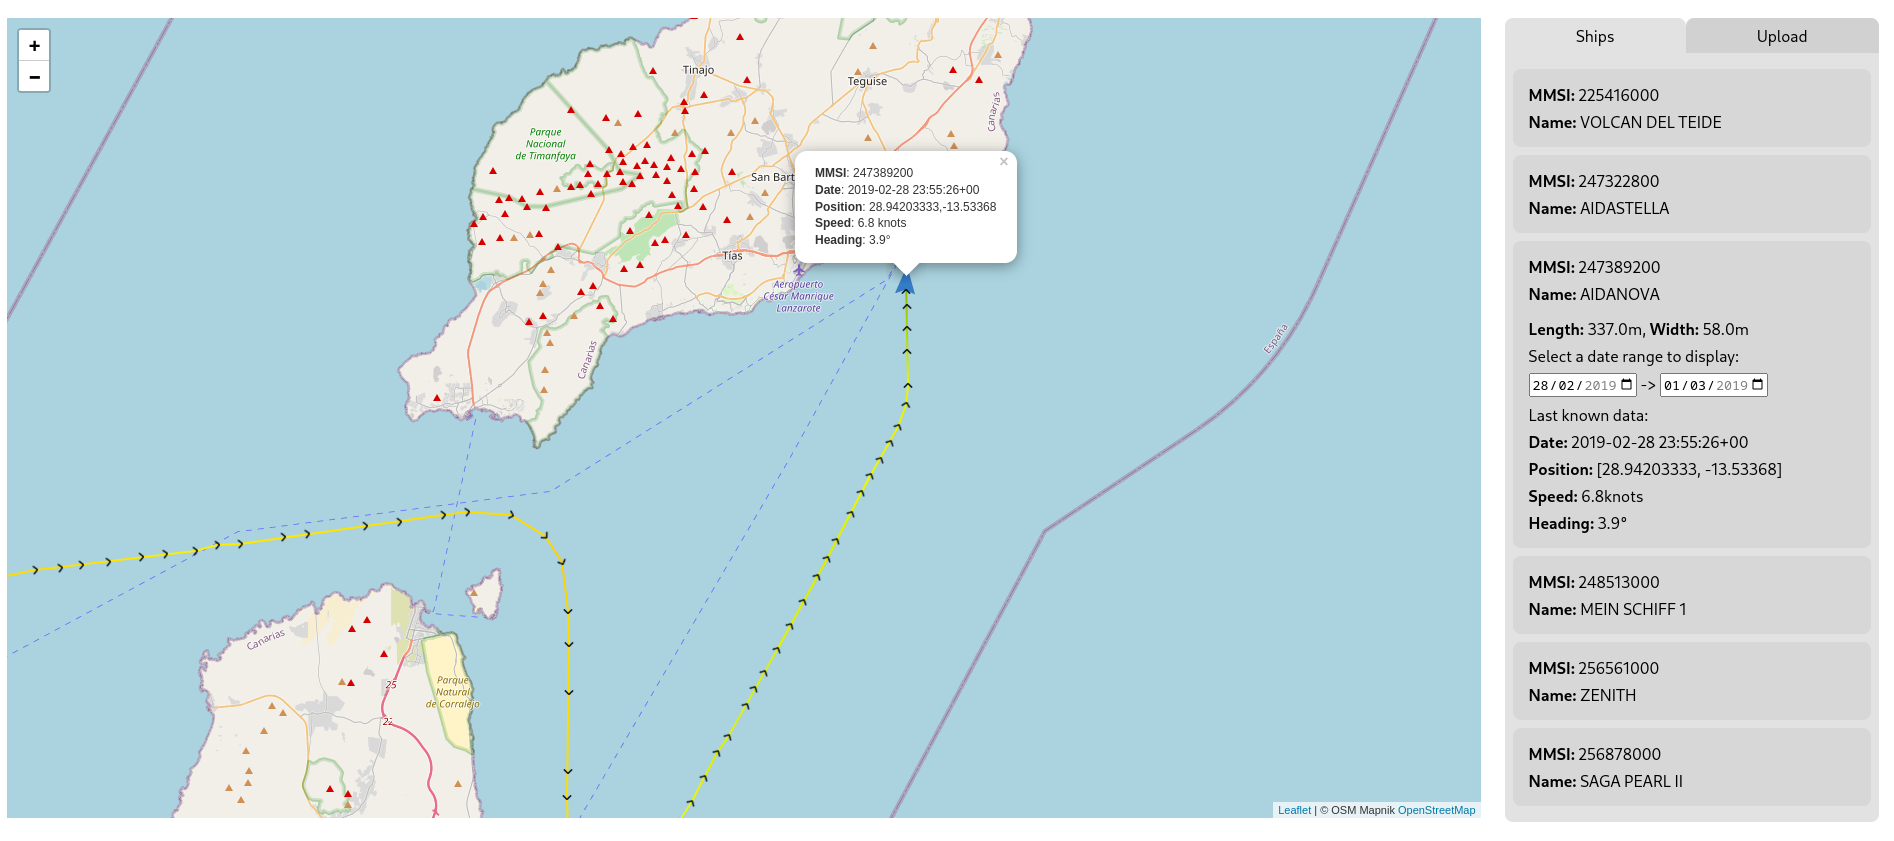 +
−
Tinajo
Teguise
Canarias
Parque
Nacional
de Timanfaya
San Bart
×
MMSI: 247389200
Date: 2019-02-28 23:55:26+00
Position: 28.94203333,-13.53368
Speed: 6.8 knots
Heading: 3.9°
Tías
Aeropuerto
César Manrique
Lanzarote
Canarias
España
Canarias
25
22
Parque
Natural
de Corralejo
Leaflet | © OSM Mapnik OpenStreetMap
Ships
Upload
MMSI: 225416000
Name: VOLCAN DEL TEIDE
MMSI: 247322800
Name: AIDASTELLA
MMSI: 247389200
Name: AIDANOVA
Length: 337.0m, Width: 58.0m
Select a date range to display:
28/02/2019 -> 01/03/2019
Last known data:
Date: 2019-02-28 23:55:26+00
Position: [28.94203333, -13.53368]
Speed: 6.8knots
Heading: 3.9°
MMSI: 248513000
Name: MEIN SCHIFF 1
MMSI: 256561000
Name: ZENITH
MMSI: 256878000
Name: SAGA PEARL II